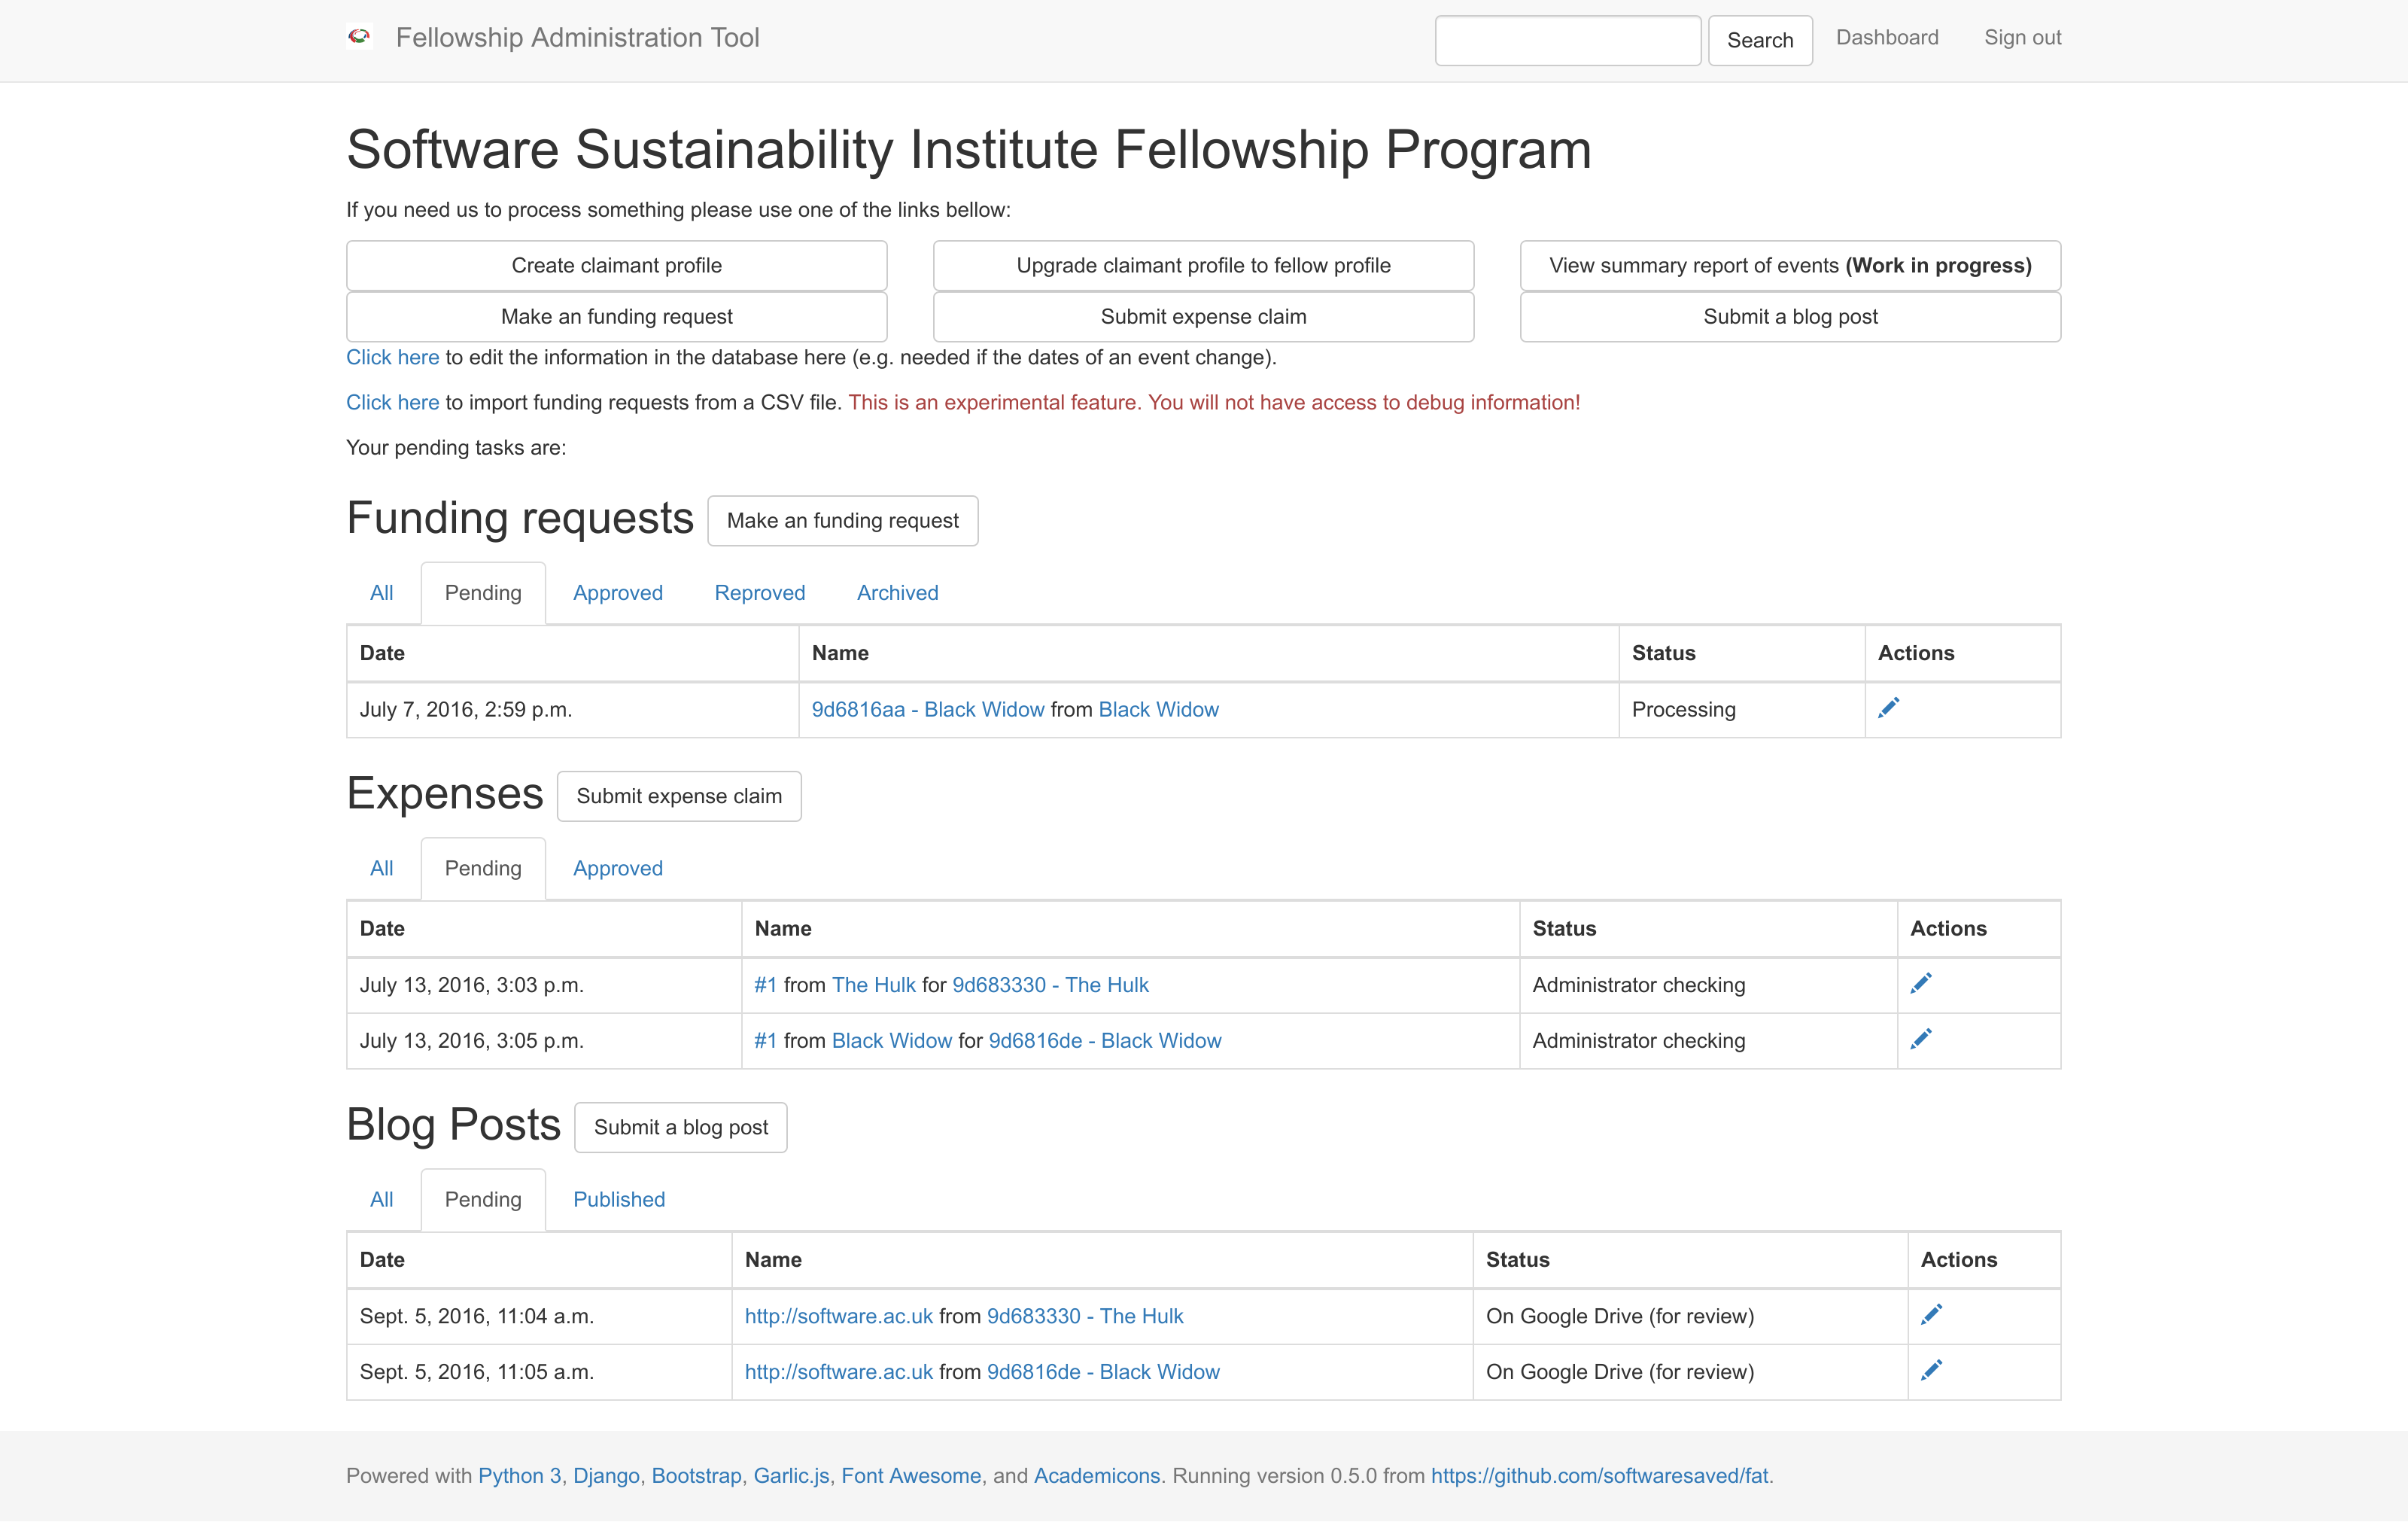 Fellowship Administration Tool Search Dashboard Sign out
Software Sustainability Institute Fellowship Program
If you need us to process something please use one of the links bellow:
Create claimant profile Upgrade claimant profile to fellow profile View summary report of events (Work in progress)
Make an funding request Submit expense claim Submit a blog post
Click here to edit the information in the database here (e.g. needed if the dates of an event change).
Click here to import funding requests from a CSV file. This is an experimental feature. You will not have access to debug information!
Your pending tasks are:
Funding requests Make an funding request
All Pending Approved Reproved Archived
Date Name Status Actions
July 7, 2016, 2:59 p.m. 9d6816aa - Black Widow from Black Widow Processing
Expenses Submit expense claim
All Pending Approved
Date Name Status Actions
July 13, 2016, 3:03 p.m. #1 from The Hulk for 9d683330 - The Hulk Administrator checking
July 13, 2016, 3:05 p.m. #1 from Black Widow for 9d6816de - Black Widow Administrator checking
Blog Posts Submit a blog post
All Pending Published
Date Name Status Actions
Sept. 5, 2016, 11:04 a.m. http://software.ac.uk from 9d683330 - The Hulk On Google Drive (for review)
Sept. 5, 2016, 11:05 a.m. http://software.ac.uk from 9d6816de - Black Widow On Google Drive (for review)
Powered with Python 3, Django, Bootstrap, Garlic.js, Font Awesome, and Academicons. Running version 0.5.0 from https://github.com/softwaresaved/fat.